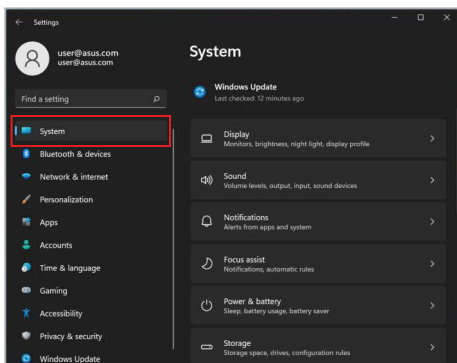 Settings
user@asus.com
user@asus.com
Find a setting
System
Bluetooth & devices
Network & internet
Personalization
Apps
Accounts
Time & language
Gaming
Accessibility
Privacy & security
Windows Update
System
Windows Update
Last checked: 12 minutes ago
Display
Monitors, brightness, night light, display profile
Sound
Volume levels, output, input, sound devices
Notifications
Alerts from apps and system
Focus assist
Notifications, automatic rules
Power & battery
Sleep, battery usage, battery saver
Storage
Storage space, drives, configuration rules